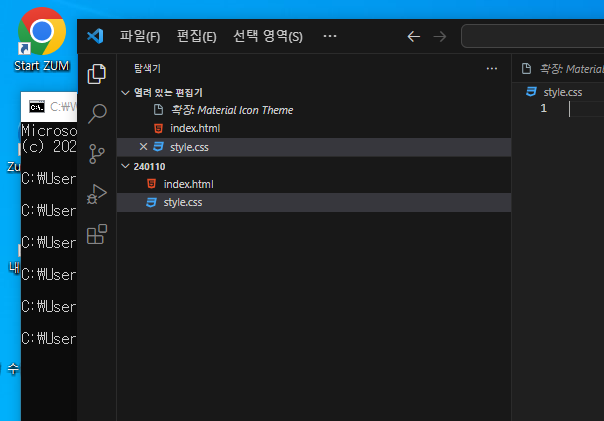 Start ZUM
파일(F) 편집(E) 선택 영역(S) ···
탐색기 ···
열려 있는 편집기
확장: Material Icon Theme
index.html
style.css
240110
index.html
style.css
확장: Material
style.css
1
C:\W
Microso
(c) 202
Zu
C:\User
C:\User
C:\User
내
C:\User
C:\User
C:\User
수